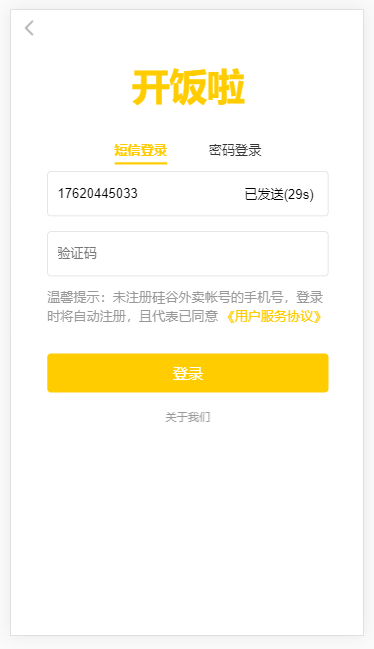 开饭啦
短信登录 密码登录
17620445033 已发送(29s)
验证码
温馨提示：未注册硅谷外卖帐号的手机号，登录
时将自动注册，且代表已同意《用户服务协议》
登录
关于我们